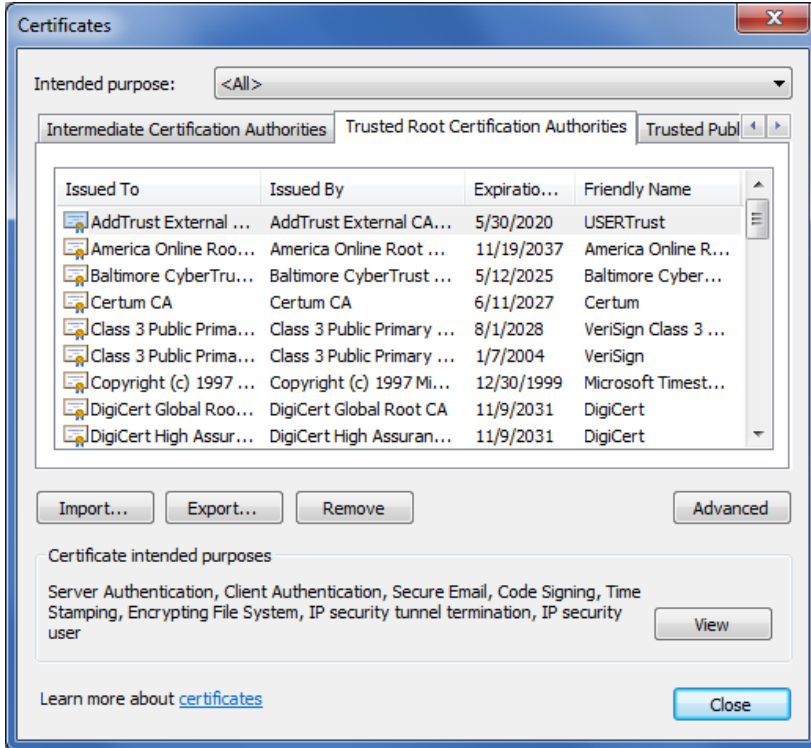 Certificates
Intended purpose: <All>
Intermediate Certification Authorities Trusted Root Certification Authorities Trusted Publ
Issued To Issued By Expiratio... Friendly Name
AddTrust External ... AddTrust External CA... 5/30/2020 USERTrust
America Online Roo... America Online Root ... 11/19/2037 America Online R...
Baltimore CyberTru... Baltimore CyberTrust ... 5/12/2025 Baltimore Cyber...
Certum CA Certum CA 6/11/2027 Certum
Class 3 Public Prima... Class 3 Public Primary ... 8/1/2028 VeriSign Class 3 ...
Class 3 Public Prima... Class 3 Public Primary ... 1/7/2004 VeriSign
Copyright (c) 1997 ... Copyright (c) 1997 Mi... 12/30/1999 Microsoft Timest...
DigiCert Global Roo... DigiCert Global Root CA 11/9/2031 DigiCert
DigiCert High Assur... DigiCert High Assuran... 11/9/2031 DigiCert
Import... Export... Remove Advanced
Certificate intended purposes
Server Authentication, Client Authentication, Secure Email, Code Signing, Time
Stamping, Encrypting File System, IP security tunnel termination, IP security
user
View
Learn more about certificates
Close